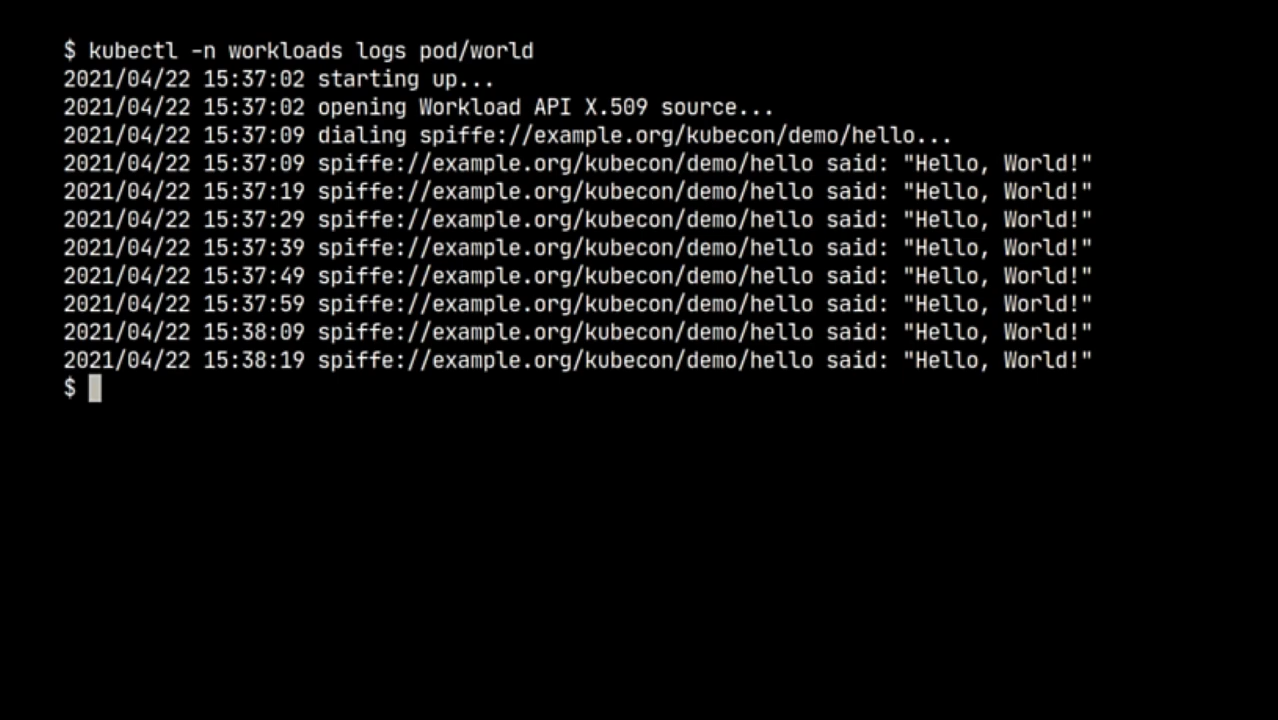 $ kubectl -n workloads logs pod/world
2021/04/22 15:37:02 starting up...
2021/04/22 15:37:02 opening Workload API X.509 source...
2021/04/22 15:37:09 dialing spiffe://example.org/kubecon/demo/hello...
2021/04/22 15:37:09 spiffe://example.org/kubecon/demo/hello said: "Hello, World!"
2021/04/22 15:37:19 spiffe://example.org/kubecon/demo/hello said: "Hello, World!"
2021/04/22 15:37:29 spiffe://example.org/kubecon/demo/hello said: "Hello, World!"
2021/04/22 15:37:39 spiffe://example.org/kubecon/demo/hello said: "Hello, World!"
2021/04/22 15:37:49 spiffe://example.org/kubecon/demo/hello said: "Hello, World!"
2021/04/22 15:37:59 spiffe://example.org/kubecon/demo/hello said: "Hello, World!"
2021/04/22 15:38:09 spiffe://example.org/kubecon/demo/hello said: "Hello, World!"
2021/04/22 15:38:19 spiffe://example.org/kubecon/demo/hello said: "Hello, World!"
$